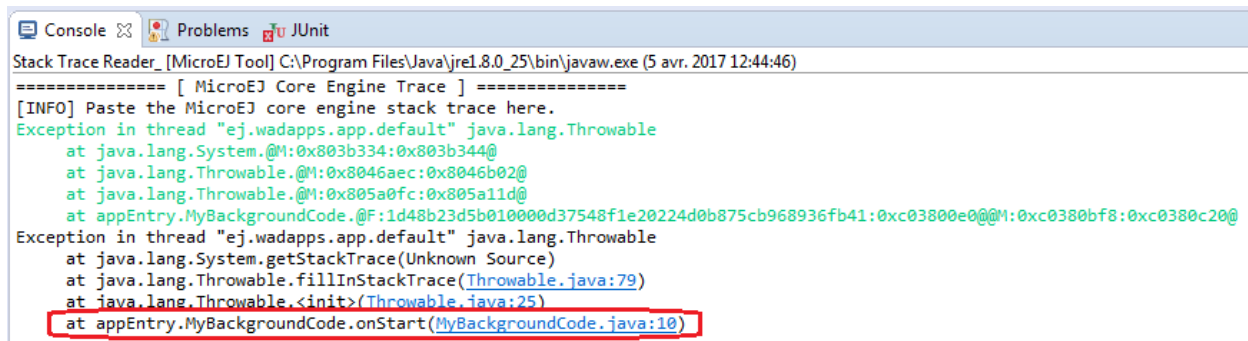 Console Problems JUnit
Stack Trace Reader_ [MicroEJ Tool] C:\Program Files\Java\jre1.8.0_25\bin\javaw.exe (5 avr. 2017 12:44:46)
=============== [ MicroEJ Core Engine Trace ] ===============
[INFO] Paste the MicroEJ core engine stack trace here.
Exception in thread "ej.wadapps.app.default" java.lang.Throwable
at java.lang.System.@M:0x803b334:0x803b344@
at java.lang.Throwable.@M:0x8046aec:0x8046b02@
at java.lang.Throwable.@M:0x805a0fc:0x805a11d@
at appEntry.MyBackgroundCode.@F:1d48b23d5b010000d37548f1e20224d0b875cb968936fb41:0xc03800e0@@M:0xc0380bf8:0xc0380c20@
Exception in thread "ej.wadapps.app.default" java.lang.Throwable
at java.lang.System.getStackTrace(Unknown Source)
at java.lang.Throwable.fillInStackTrace(Throwable.java:79)
at java.lang.Throwable.<init>(Throwable.java:25)
at appEntry.MyBackgroundCode.onStart(MyBackgroundCode.java:10)